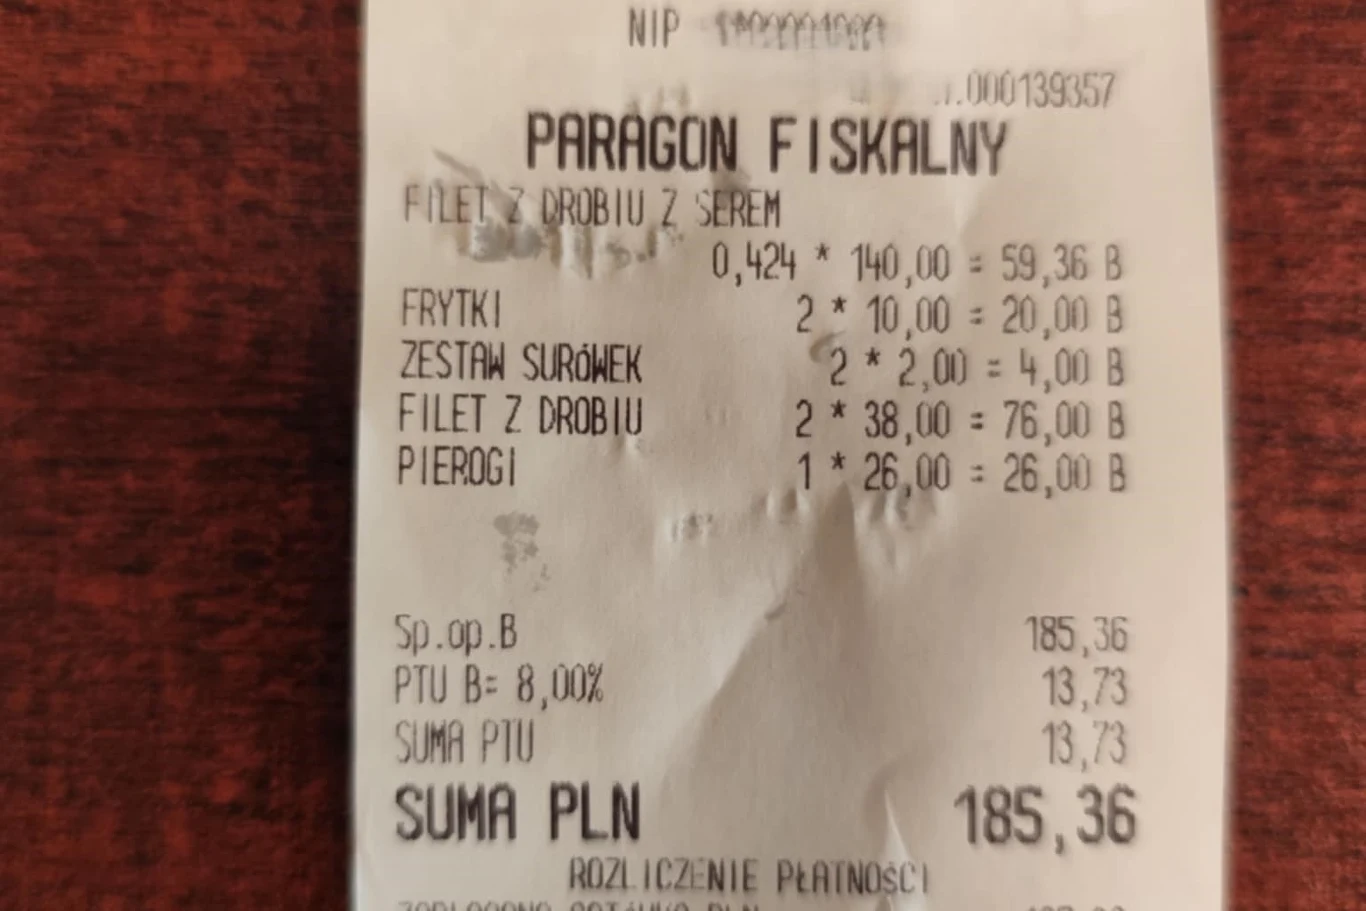 NIP
.000139357
PARAGON FISKALNY
FILET Z DROBIU Z SEREM
0,424 * 140,00 = 59,36 B
FRYTKI 2 * 10,00 = 20,00 B
ZESTAW SURÓWEK 2 * 2,00 = 4,00 B
FILET Z DROBIU 2 * 38,00 = 76,00 B
PIEROGI 1 * 26,00 = 26,00 B
Sp.op.B 185,36
PTU B= 8,00% 13,73
SUMA PTU 13,73
SUMA PLN 185,36
ROZLICZENIE PŁATNOŚCI